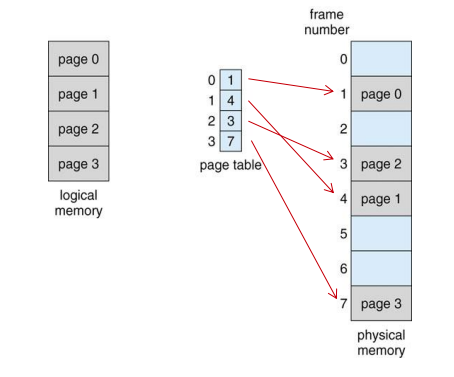 page 0
page 1
page 2
page 3
logical
memory
0 1
1 4
2 3
3 7
page table
frame
number
0
1 page 0
2
3 page 2
4 page 1
5
6
7 page 3
physical
memory